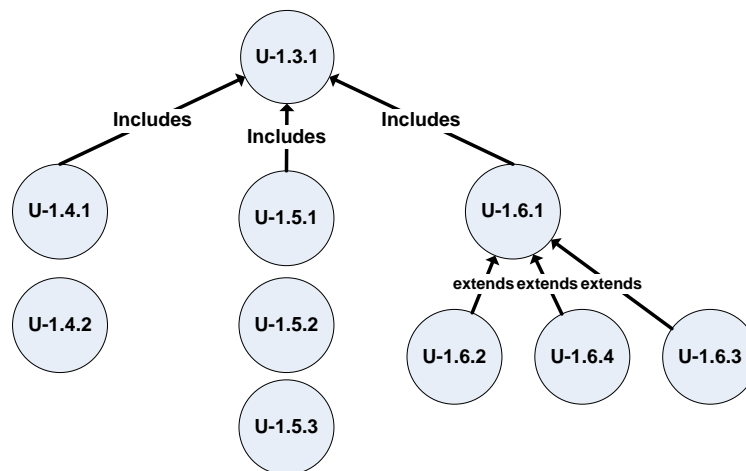 U-1.3.1
Includes
Includes
Includes
U-1.4.1
U-1.5.1
U-1.6.1
extends
extends
extends
U-1.4.2
U-1.5.2
U-1.6.2
U-1.6.4
U-1.6.3
U-1.5.3